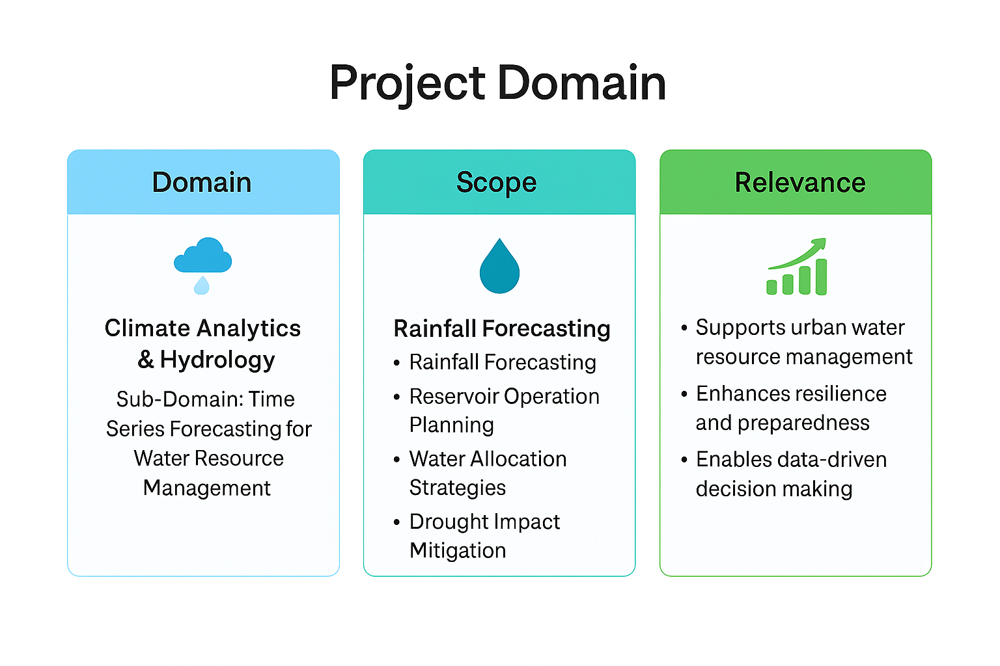 Project Domain
Domain
Climate Analytics
& Hydrology
Sub-Domain: Time
Series Forecasting for
Water Resource
Management
Scope
Rainfall Forecasting
• Rainfall Forecasting
• Reservoir Operation
Planning
• Water Allocation
Strategies
• Drought Impact
Mitigation
Relevance
• Supports urban water
resource management
• Enhances resilience
and preparedness
• Enables data-driven
decision making